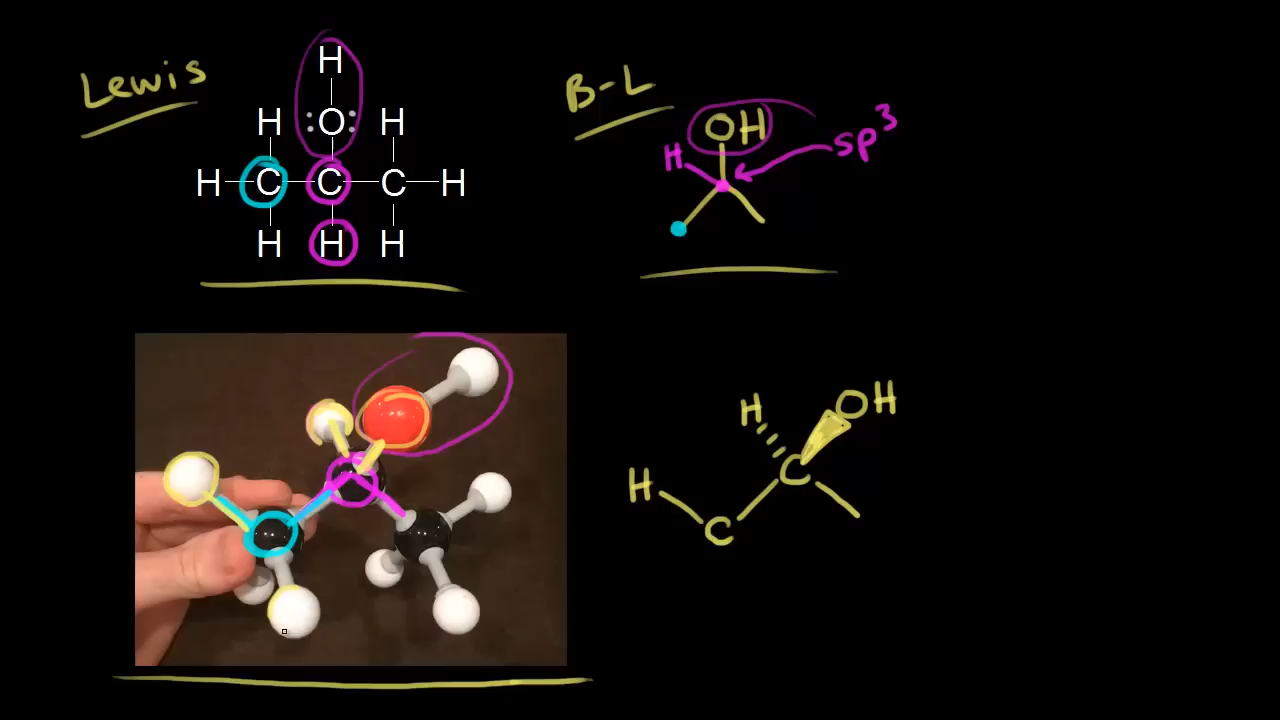 Lewis
H
H :O: H
H C C C H
H H H
B-L
OH
H
sp³
H OH
C
H
C